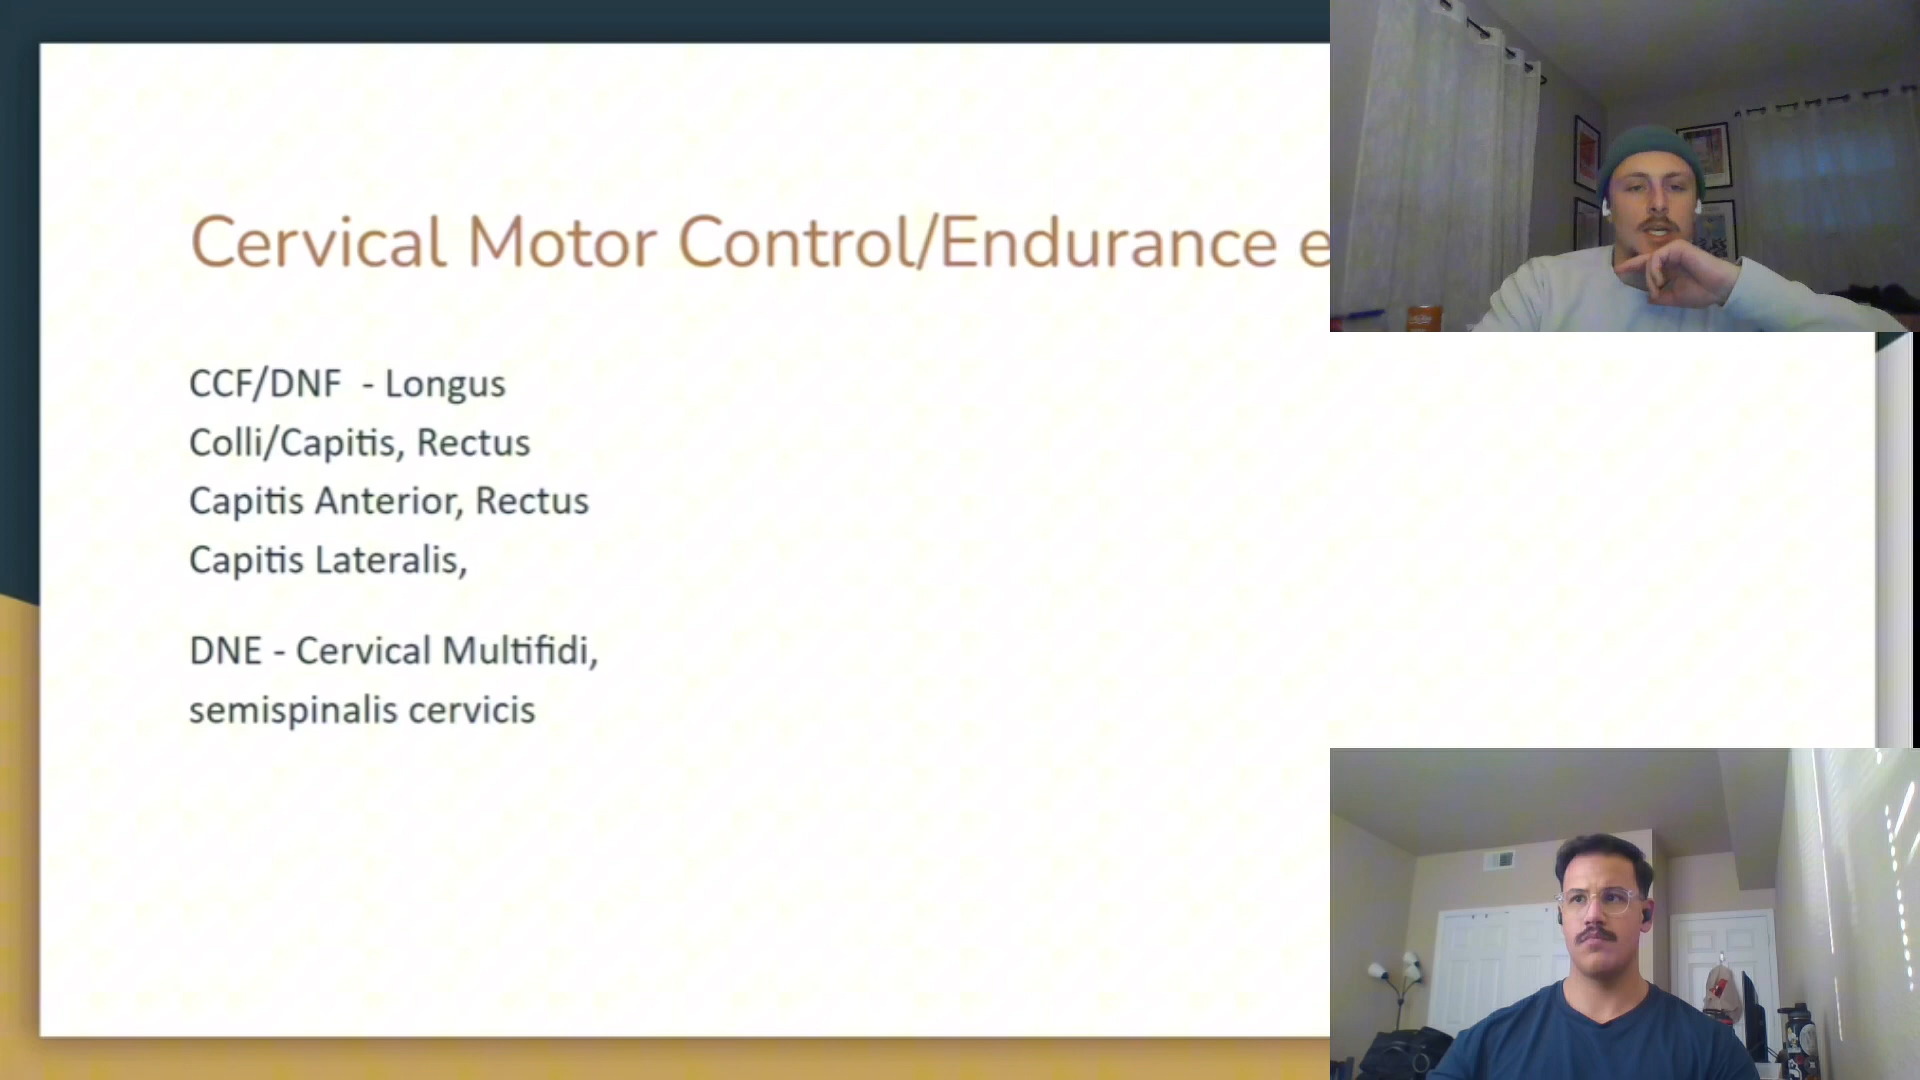 Cervical Motor Control/Endurance e
CCF/DNF - Longus
Colli/Capitis, Rectus
Capitis Anterior, Rectus
Capitis Lateralis,
DNE - Cervical Multifidi,
semispinalis cervicis